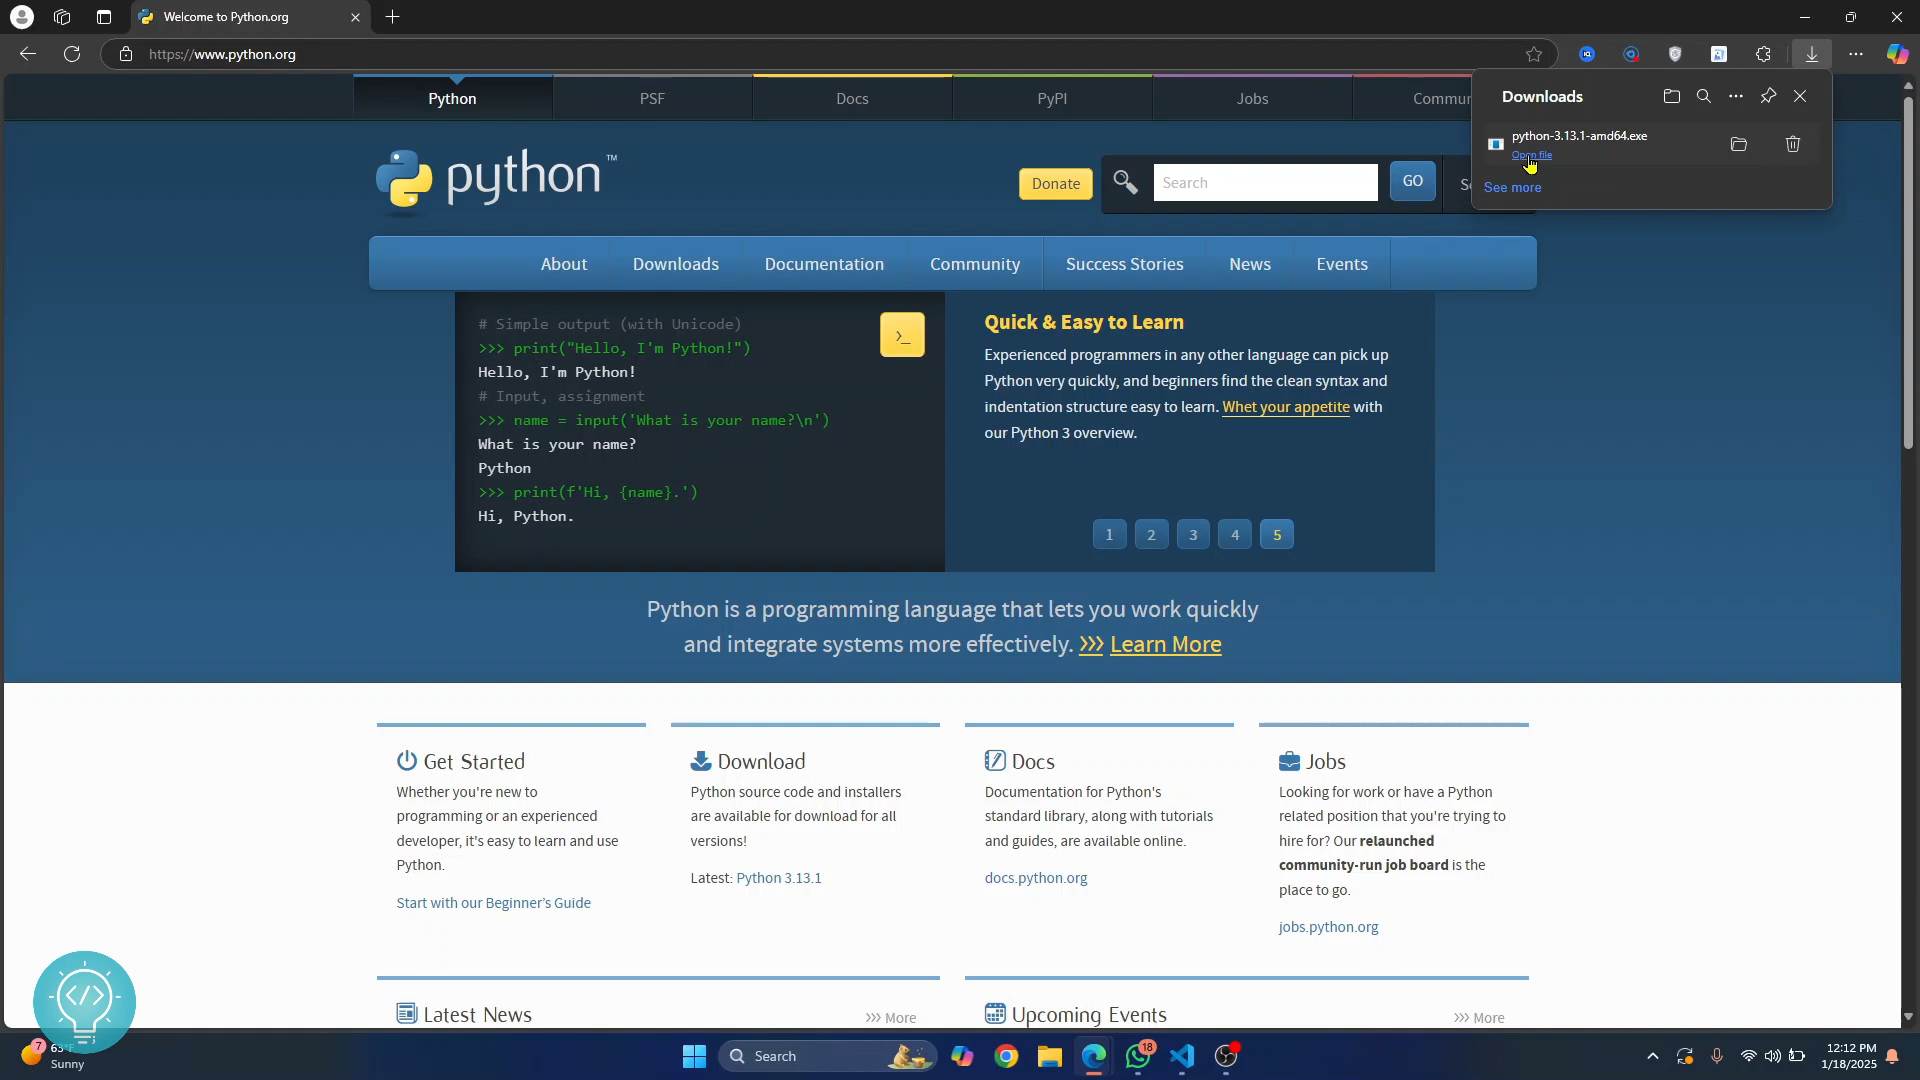 Welcome to Python.org
https://www.python.org
Python
PSF
Docs
PyPI
Jobs
Commur
Downloads
python-3.13.1-amd64.exe
Open file
See more
python™
Donate
Search
GO
About
Downloads
Documentation
Community
Success Stories
News
Events
# Simple output (with Unicode)
>>> print("Hello, I'm Python!")
Hello, I'm Python!
# Input, assignment
>>> name = input('What is your name?\n')
What is your name?
Python
>>> print(f'Hi, {name}.')
Hi, Python.
>_
Quick & Easy to Learn
Experienced programmers in any other language can pick up
Python very quickly, and beginners find the clean syntax and
indentation structure easy to learn. Whet your appetite with
our Python 3 overview.
1 2 3 4 5
Python is a programming language that lets you work quickly
and integrate systems more effectively. >>> Learn More
Get Started
Whether you're new to
programming or an experienced
developer, it's easy to learn and use
Python.
Start with our Beginner's Guide
Download
Python source code and installers
are available for download for all
versions!
Latest: Python 3.13.1
Docs
Documentation for Python's
standard library, along with tutorials
and guides, are available online.
docs.python.org
Jobs
Looking for work or have a Python
related position that you're trying to
hire for? Our relaunched
community-run job board is the
place to go.
jobs.python.org
Latest News
>>> More
Upcoming Events
>>> More
</>
7
63°F
Sunny
Search
18
12:12 PM
1/18/2025